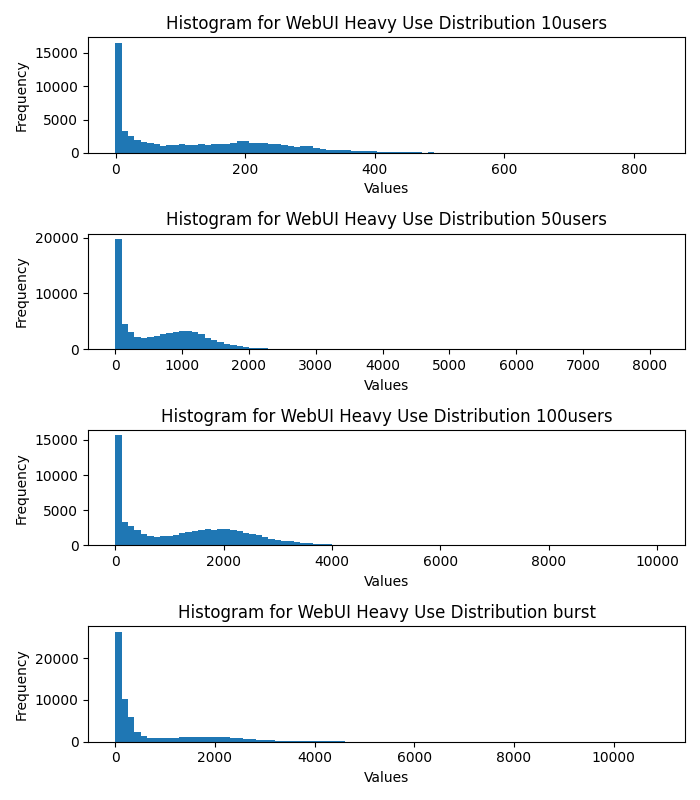 Histogram for WebUI Heavy Use Distribution 10users
15000
10000
5000
0
Frequency
0 200 400 600 800
Values
Histogram for WebUI Heavy Use Distribution 50users
20000
10000
0
Frequency
0 1000 2000 3000 4000 5000 6000 7000 8000
Values
Histogram for WebUI Heavy Use Distribution 100users
15000
10000
5000
0
Frequency
0 2000 4000 6000 8000 10000
Values
Histogram for WebUI Heavy Use Distribution burst
20000
10000
0
Frequency
0 2000 4000 6000 8000 10000
Values